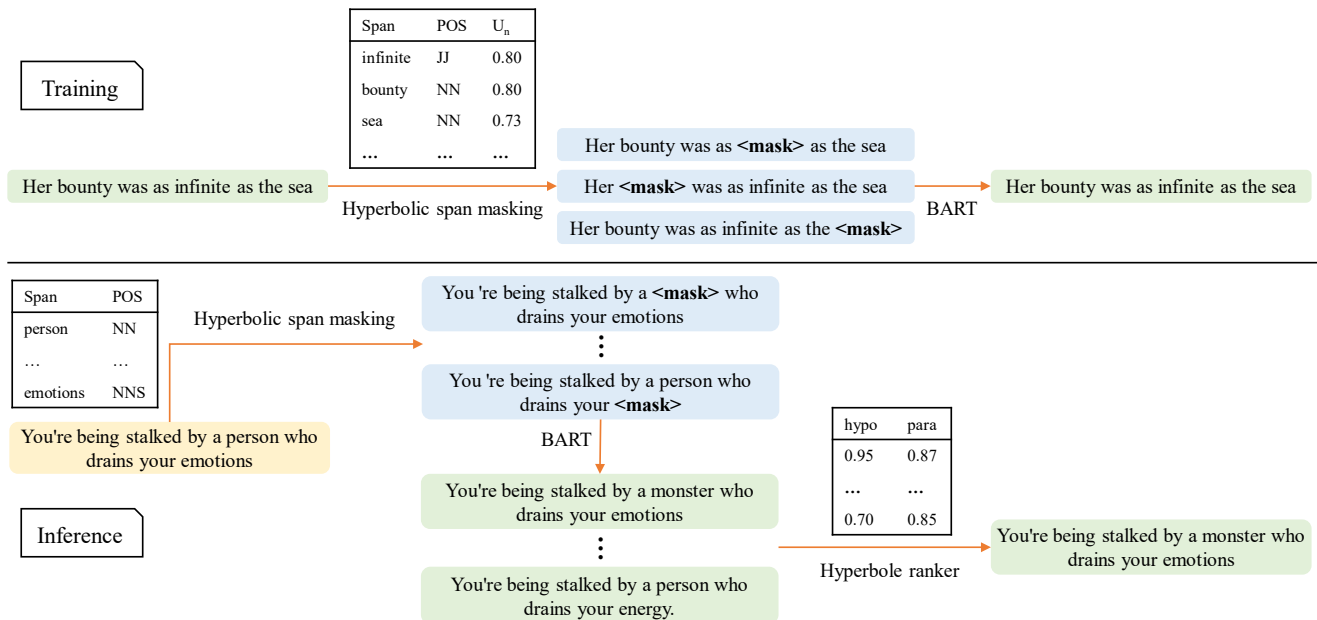 Span POS Uₙ
infinite JJ 0.80
bounty NN 0.80
sea NN 0.73
… … …
Training
Her bounty was as infinite as the sea
Hyperbolic span masking
Her bounty was as <mask> as the sea
Her <mask> was as infinite as the sea
Her bounty was as infinite as the <mask>
BART
Her bounty was as infinite as the sea
Span POS
person NN
… …
emotions NNS
You're being stalked by a person who
drains your emotions
Inference
Hyperbolic span masking
You 're being stalked by a <mask> who
drains your emotions
⋮
You 're being stalked by a person who
drains your <mask>
BART
You're being stalked by a monster who
drains your emotions
⋮
You're being stalked by a person who
drains your energy.
hypo para
0.95 0.87
… …
0.70 0.85
Hyperbole ranker
You're being stalked by a monster who
drains your emotions